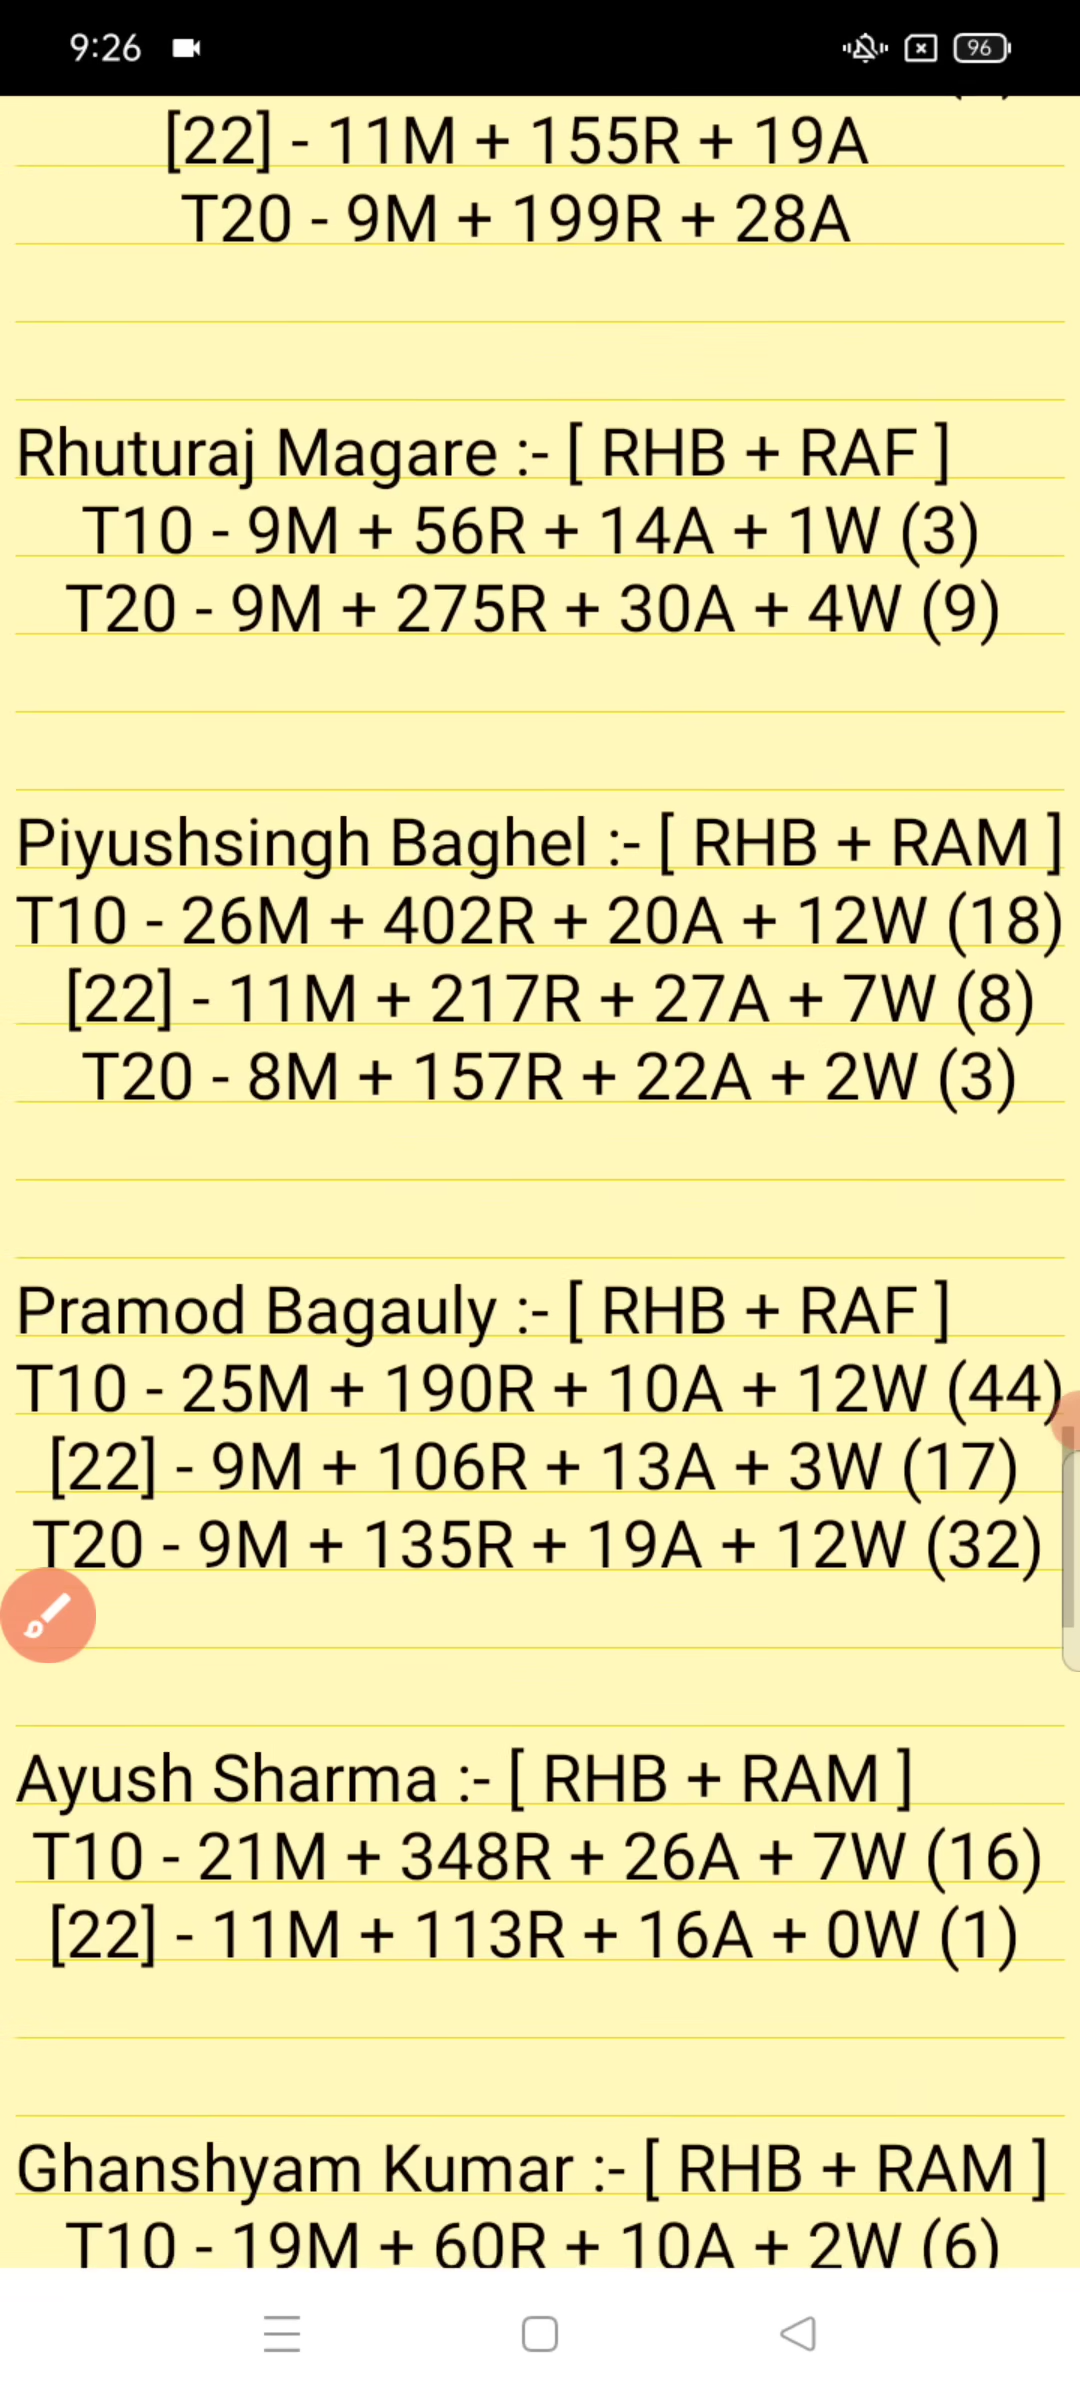 9:26
96
[22] - 11M + 155R + 19A
T20 - 9M + 199R + 28A
Rhuturaj Magare :- [ RHB + RAF ]
T10 - 9M + 56R + 14A + 1W (3)
T20 - 9M + 275R + 30A + 4W (9)
Piyushsingh Baghel :- [ RHB + RAM ]
T10 - 26M + 402R + 20A + 12W (18)
[22] - 11M + 217R + 27A + 7W (8)
T20 - 8M + 157R + 22A + 2W (3)
Pramod Bagauly :- [ RHB + RAF ]
T10 - 25M + 190R + 10A + 12W (44)
[22] - 9M + 106R + 13A + 3W (17)
T20 - 9M + 135R + 19A + 12W (32)
Ayush Sharma :- [ RHB + RAM ]
T10 - 21M + 348R + 26A + 7W (16)
[22] - 11M + 113R + 16A + 0W (1)
Ghanshyam Kumar :- [ RHB + RAM ]
T10 - 19M + 60R + 10A + 2W (6)